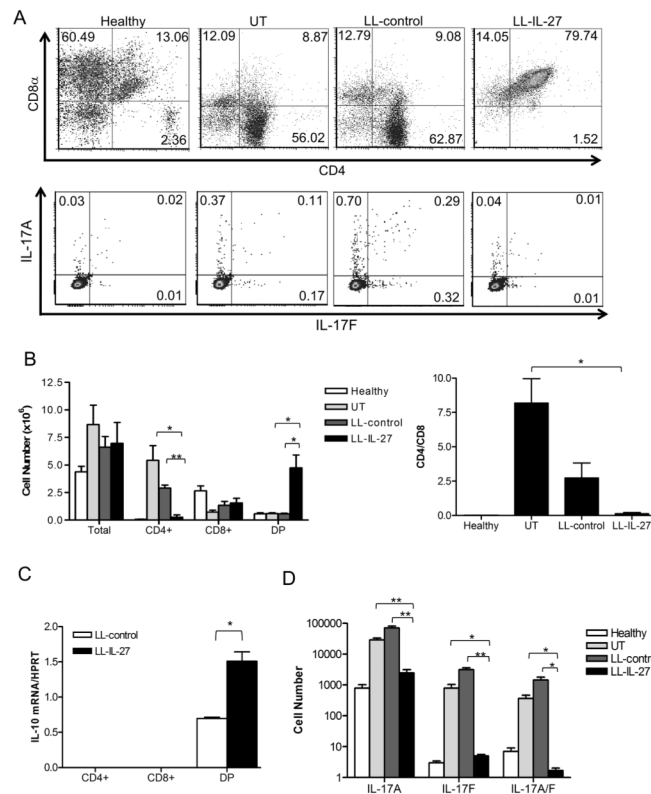 A
Healthy UT LL-control LL-IL-27
60.49 13.06 12.09 8.87 12.79 9.08 14.05 79.74
2.36 56.02 62.87 1.52
CD8α
CD4
0.03 0.02 0.37 0.11 0.70 0.29 0.04 0.01
0.01 0.17 0.32 0.01
IL-17A
IL-17F
B
Cell Number (x10⁶)
12.5
10.0
7.5
5.0
2.5
0.0
* ** * *
Total CD4+ CD8+ DP
Healthy
UT
LL-control
LL-IL-27
CD4/CD8
10.0
7.5
5.0
2.5
0.0
*
Healthy UT LL-control LL-IL-27
C
IL-10 mRNA/HPRT
2.0
1.5
1.0
0.5
0.0
*
CD4+ CD8+ DP
LL-control
LL-IL-27
D
Cell Number
100000
10000
1000
100
10
1
** ** * ** * *
IL-17A IL-17F IL-17A/F
Healthy
UT
LL-contr
LL-IL-27